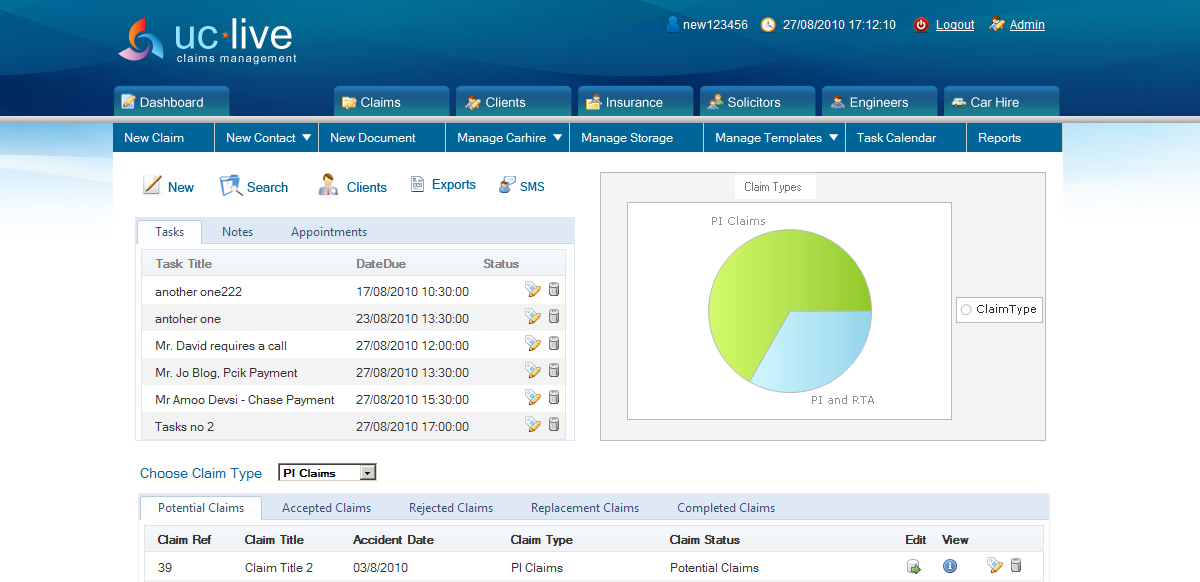 uc·live
claims management
new123456 27/08/2010 17:12:10 Logout Admin
Dashboard Claims Clients Insurance Solicitors Engineers Car Hire
New Claim New Contact New Document Manage Carhire Manage Storage Manage Templates Task Calendar Reports
New Search Clients Exports SMS
Tasks Notes Appointments
Task Title DateDue Status
another one222 17/08/2010 10:30:00
antoher one 23/08/2010 13:30:00
Mr. David requires a call 27/08/2010 12:00:00
Mr. Jo Blog, Pcik Payment 27/08/2010 13:30:00
Mr Amoo Devsi - Chase Payment 27/08/2010 15:30:00
Tasks no 2 27/08/2010 17:00:00
Claim Types
PI Claims
PI and RTA
ClaimType
Choose Claim Type PI Claims
Potential Claims Accepted Claims Rejected Claims Replacement Claims Completed Claims
Claim Ref Claim Title Accident Date Claim Type Claim Status Edit View
39 Claim Title 2 03/8/2010 PI Claims Potential Claims